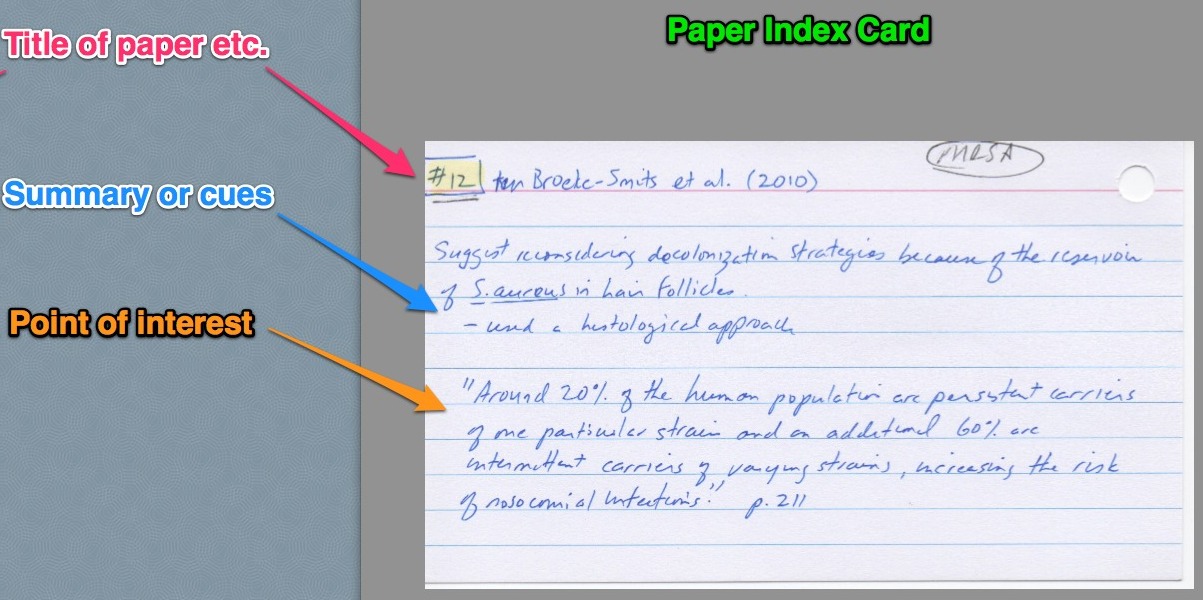 Paper Index Card
Title of paper etc.
Summary or cues
Point of interest
MRSA
#12 ten Broeke-Smits et al. (2010)
Suggest reconsidering decolonization strategies because of the reservoir
of S. aureus in hair follicles.
- used a histological approach
"Around 20% of the human population are persistent carriers
of one particular strain and an additional 60% are
intermittent carriers of varying strains, increasing the risk
of nosocomial infections." p. 211